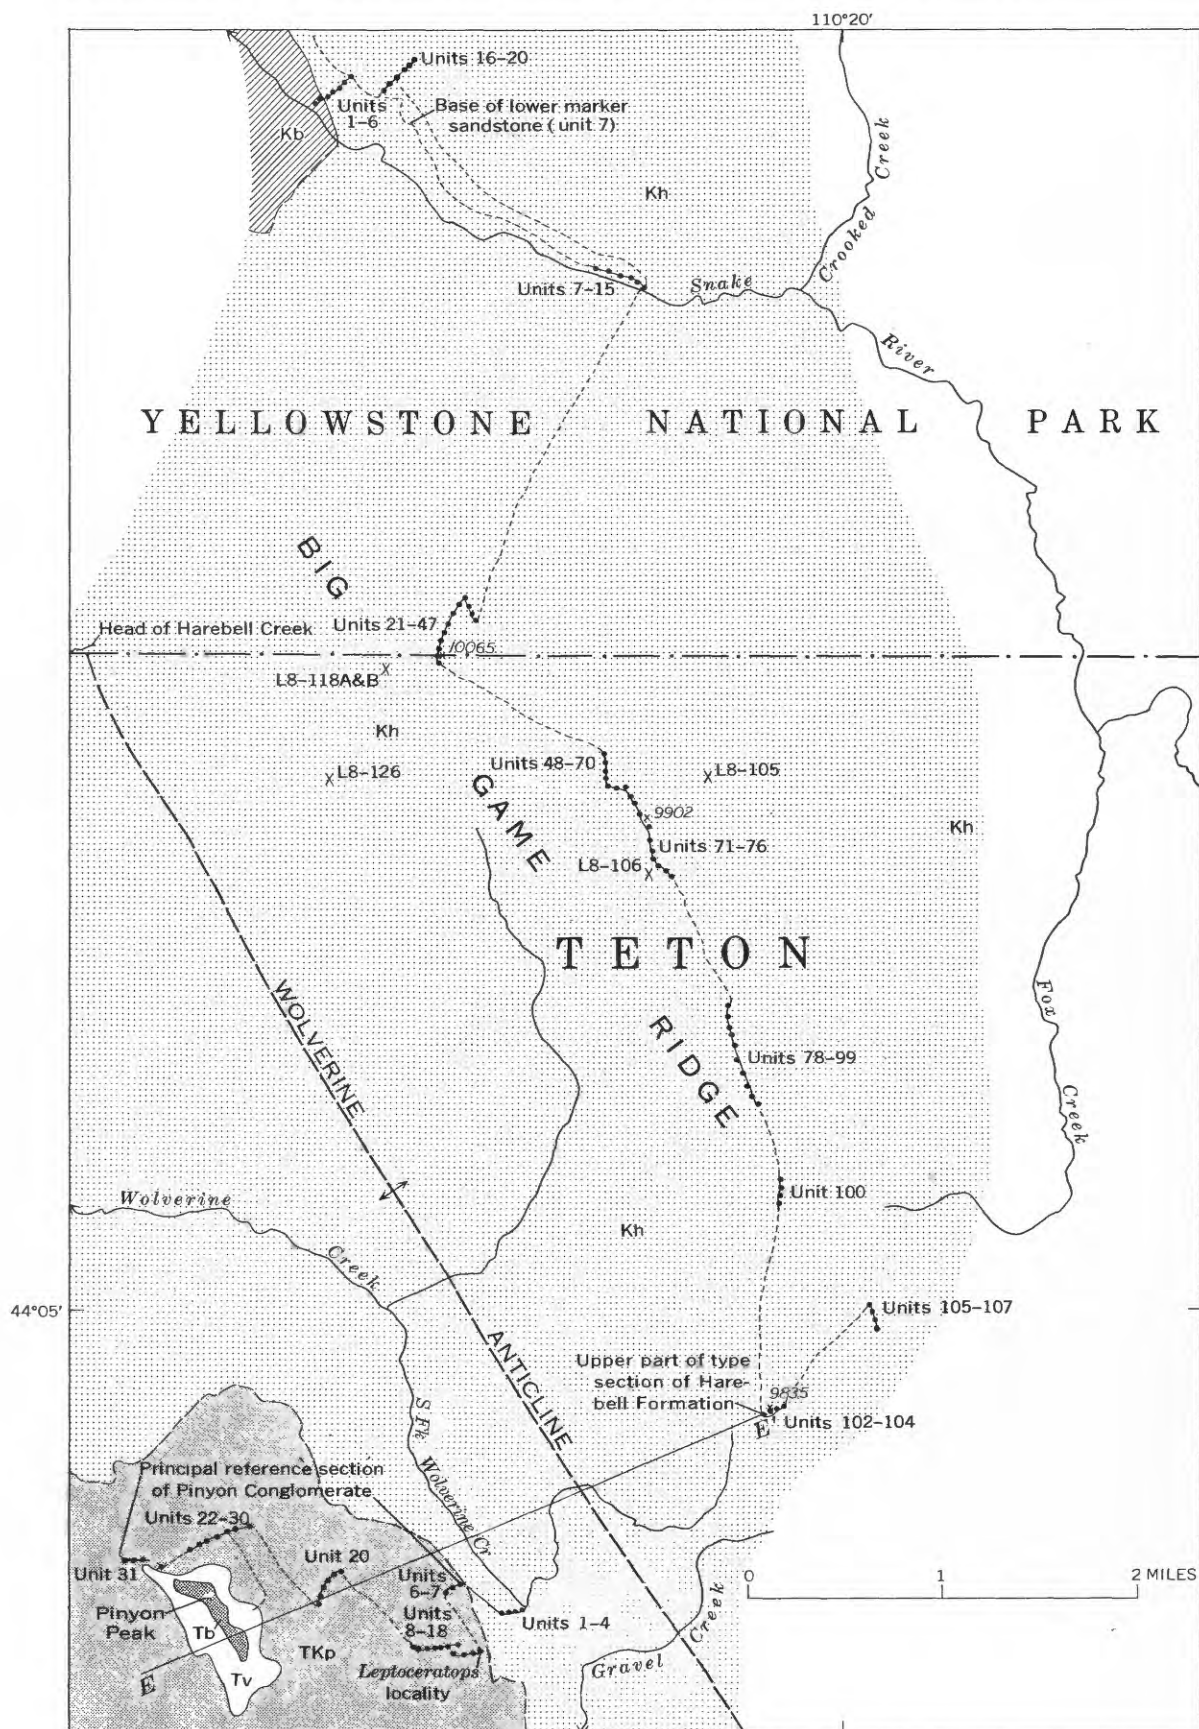 110°20'
Units 16-20
Units
1-6
Base of lower marker
sandstone (unit 7)
Kb
Kh
Crooked Creek
Units 7-15
Snake River
YELLOWSTONE NATIONAL PARK
BIG GAME RIDGE
Head of Harebell Creek
Units 21-47
10065
L8-118A&B
Kh
L8-126
Units 48-70
L8-105
9902
Kh
Units 71-76
L8-106
TETON
WOLVERINE ANTICLINE
Fox Creek
Units 78-99
Unit 100
Wolverine Creek
Kh
44°05'
Units 105-107
Upper part of type
section of Hare-
bell Formation
9835
E'
Units 102-104
S Fk Wolverine Cr
Principal reference section
of Pinyon Conglomerate
Units 22-30
Unit 20
Unit 31
Units
6-7
Units
8-18
Units 1-4
Pinyon
Peak
Tb
Tv
TKp
Leptoceratops
locality
E
Gravel Creek
0 1 2 MILES